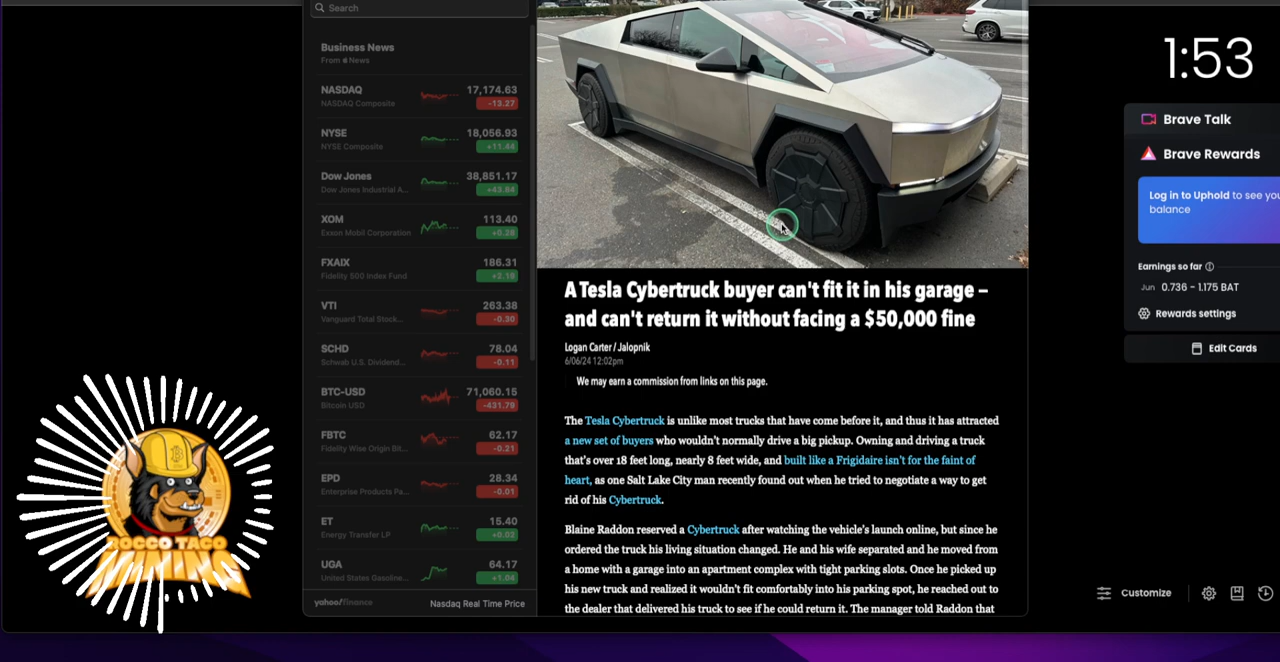 Search
Business News
From News
NASDAQ 17,174.63
NASDAQ Composite -13.27
NYSE 18,056.93
NYSE Composite +11.44
Dow Jones 38,851.17
Dow Jones Industrial A... +43.84
XOM 113.40
Exxon Mobil Corporation +0.28
FXAIX 186.31
Fidelity 500 Index Fund +2.18
VTI 263.38
Vanguard Total Stock... -0.30
SCHD 78.04
Schwab U.S. Dividend... -0.11
BTC-USD 71,060.15
Bitcoin USD -431.79
FBTC 62.17
Fidelity Wise Origin Bit... -0.21
EPD 28.34
Enterprise Products Pa... -0.01
ET 15.40
Energy Transfer LP +0.02
UGA 64.17
United States Gasoline... +1.04
yahoo!finance Nasdaq Real Time Price
A Tesla Cybertruck buyer can't fit it in his garage –
and can't return it without facing a $50,000 fine
Logan Carter / Jalopnik
6/06/24 12:02pm
We may earn a commission from links on this page.
The Tesla Cybertruck is unlike most trucks that have come before it, and thus it has attracted
a new set of buyers who wouldn't normally drive a big pickup. Owning and driving a truck
that's over 18 feet long, nearly 8 feet wide, and built like a Frigidaire isn't for the faint of
heart, as one Salt Lake City man recently found out when he tried to negotiate a way to get
rid of his Cybertruck.
Blaine Raddon reserved a Cybertruck after watching the vehicle's launch online, but since he
ordered the truck his living situation changed. He and his wife separated and he moved from
a home with a garage into an apartment complex with tight parking slots. Once he picked up
his new truck and realized it wouldn't fit comfortably into his parking spot, he reached out to
the dealer that delivered his truck to see if he could return it. The manager told Raddon that
1:53
Brave Talk
Brave Rewards
Log in to Uphold to see you
balance
Earnings so far
Jun 0.736 - 1.175 BAT
Rewards settings
Edit Cards
Customize
ROCCO TACO
MINING